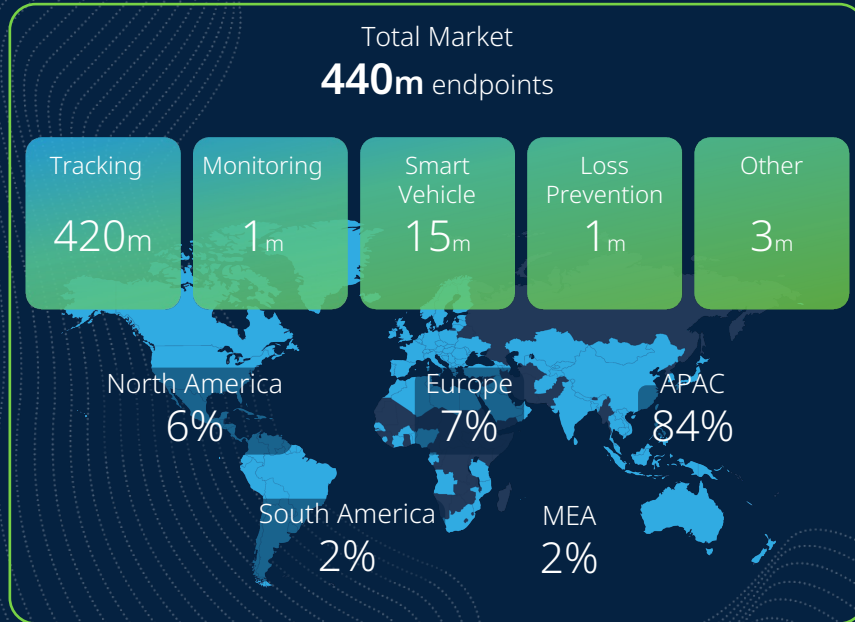 Total Market
440m endpoints
Tracking
420m
Monitoring
1m
Smart
Vehicle
15m
Loss
Prevention
1m
Other
3m
North America
6%
Europe
7%
APAC
84%
South America
2%
MEA
2%